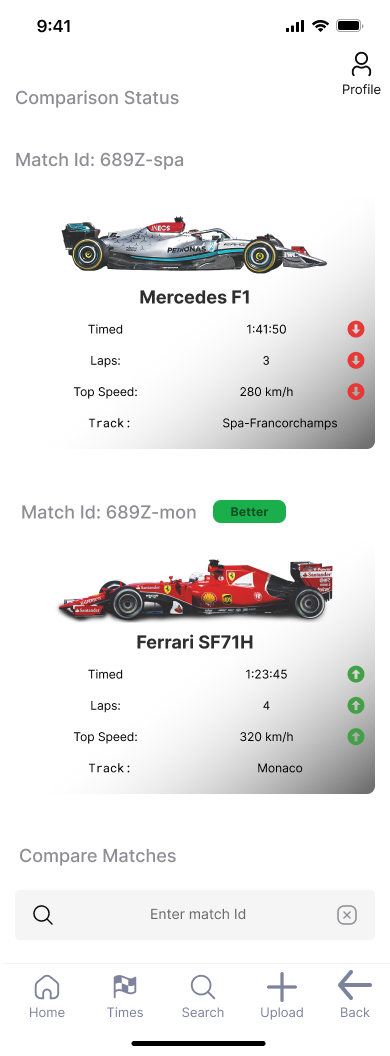 9:41
Profile
Comparison Status
Match Id: 689Z-spa
INEOS
PETRONAS
Mercedes F1
Timed 1:41:50
Laps: 3
Top Speed: 280 km/h
Track: Spa-Francorchamps
Match Id: 689Z-mon Better
Santander
Ferrari SF71H
Timed 1:23:45
Laps: 4
Top Speed: 320 km/h
Track: Monaco
Compare Matches
Enter match Id
Home Times Search Upload Back